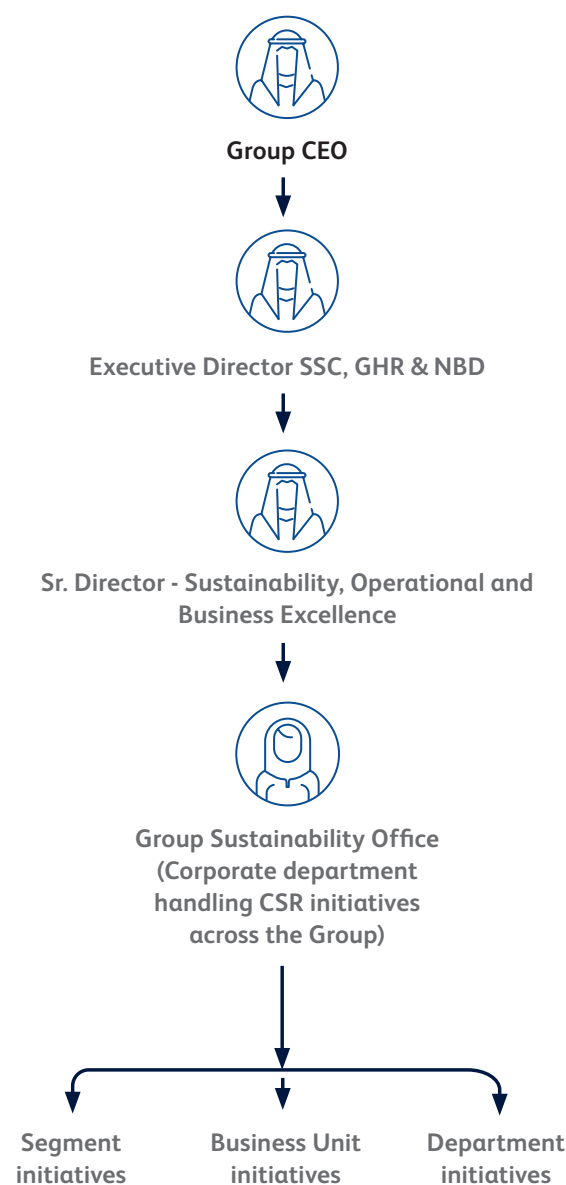 Group CEO
Executive Director SSC, GHR & NBD
Sr. Director - Sustainability, Operational and
Business Excellence
Group Sustainability Office
(Corporate department
handling CSR initiatives
across the Group)
Segment
initiatives
Business Unit
initiatives
Department
initiatives